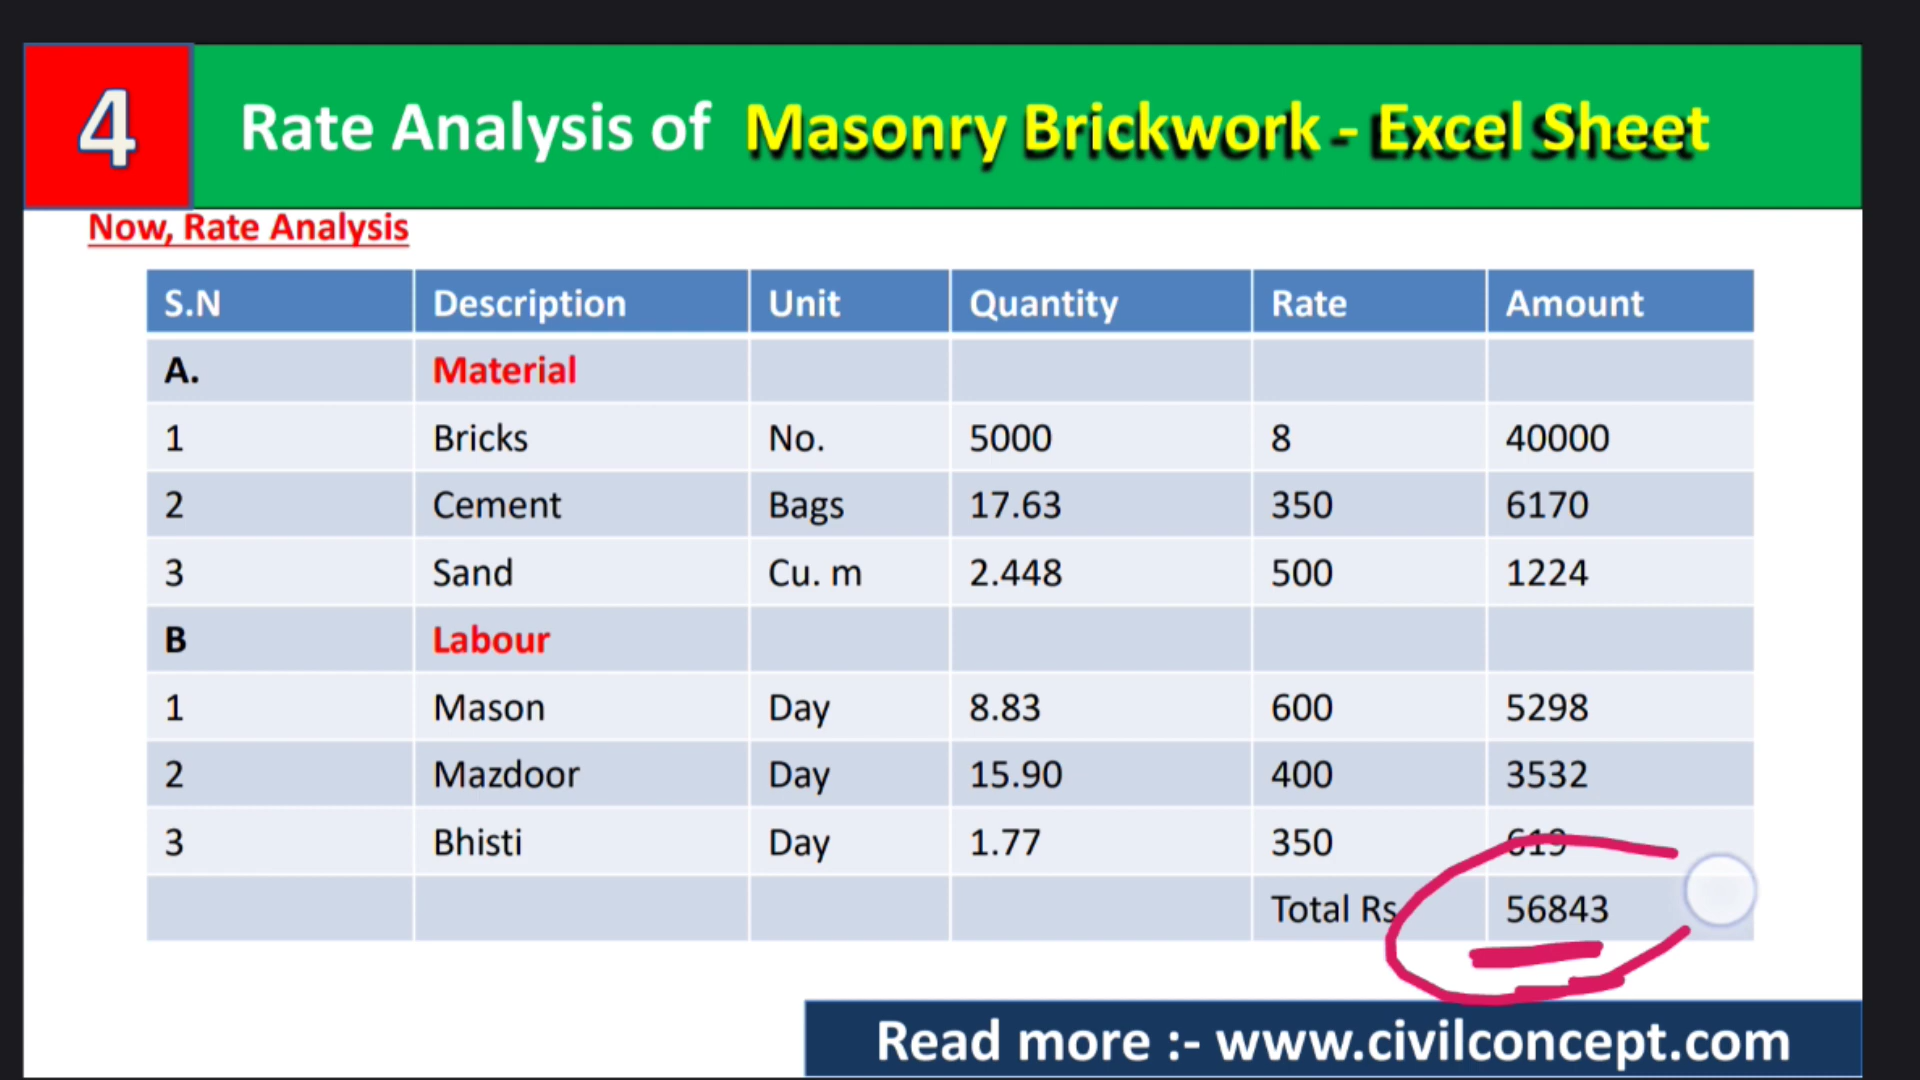 4
Rate Analysis of Masonry Brickwork - Excel Sheet
Now, Rate Analysis
S.N Description Unit Quantity Rate Amount
A. Material
1 Bricks No. 5000 8 40000
2 Cement Bags 17.63 350 6170
3 Sand Cu. m 2.448 500 1224
B Labour
1 Mason Day 8.83 600 5298
2 Mazdoor Day 15.90 400 3532
3 Bhisti Day 1.77 350 619
Total Rs 56843
Read more :- www.civilconcept.com